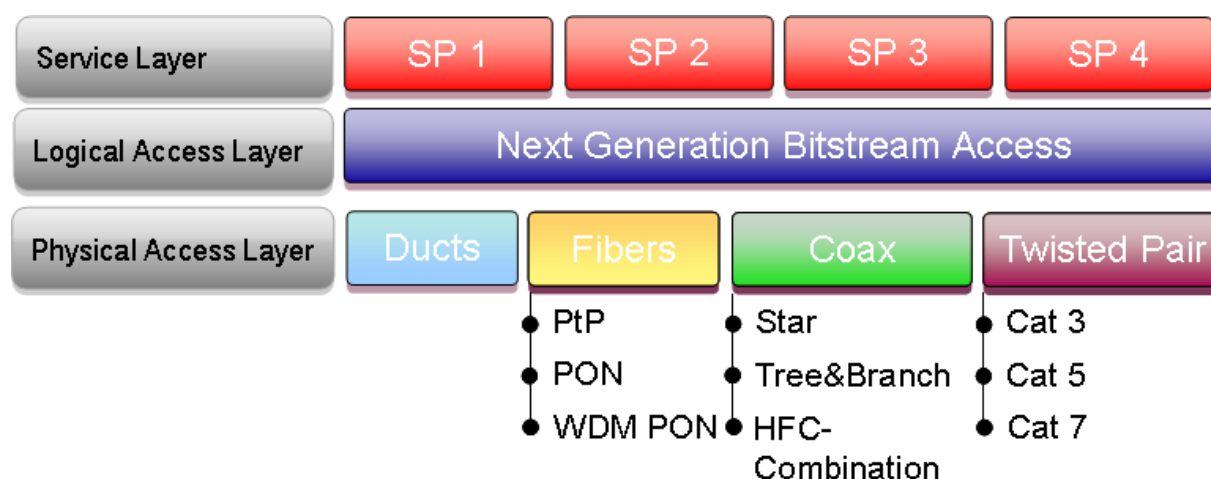 Service Layer
SP 1
SP 2
SP 3
SP 4
Logical Access Layer
Next Generation Bitstream Access
Physical Access Layer
Ducts
Fibers
Coax
Twisted Pair
PtP
PON
WDM PON
Star
Tree&Branch
HFC-
Combination
Cat 3
Cat 5
Cat 7